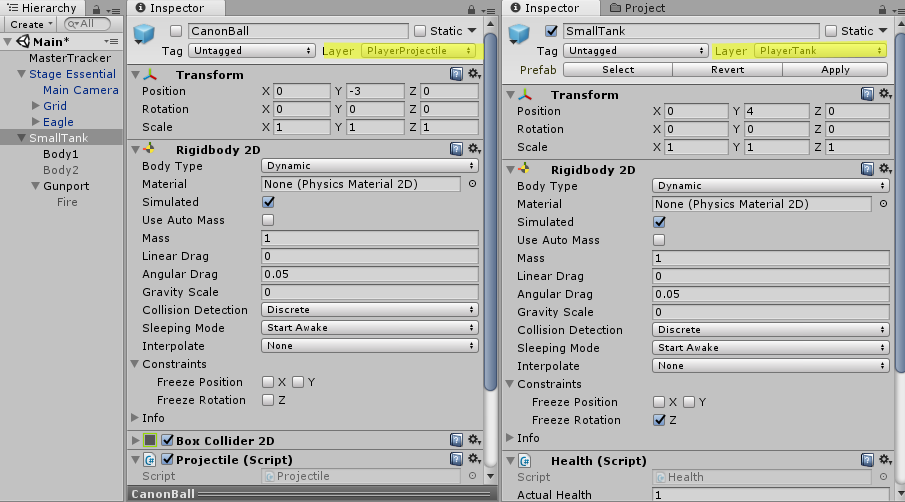 Hierarchy
Create
All
Main*
MasterTracker
Stage Essential
Main Camera
Grid
Eagle
SmallTank
Body1
Body2
Gunport
Fire
Inspector
CanonBall
Static
Tag Untagged Layer PlayerProjectile
Transform
Position X 0 Y -3 Z 0
Rotation X 0 Y 0 Z 0
Scale X 1 Y 1 Z 1
Rigidbody 2D
Body Type Dynamic
Material None (Physics Material 2D)
Simulated
Use Auto Mass
Mass 1
Linear Drag 0
Angular Drag 0.05
Gravity Scale 0
Collision Detection Discrete
Sleeping Mode Start Awake
Interpolate None
Constraints
Freeze Position X Y
Freeze Rotation Z
Info
Box Collider 2D
Projectile (Script)
Script Projectile
CanonBall
Inspector Project
SmallTank
Static
Tag Untagged Layer PlayerTank
Prefab Select Revert Apply
Transform
Position X 0 Y 4 Z 0
Rotation X 0 Y 0 Z 0
Scale X 1 Y 1 Z 1
Rigidbody 2D
Body Type Dynamic
Material None (Physics Material 2D)
Simulated
Use Auto Mass
Mass 1
Linear Drag 0
Angular Drag 0.05
Gravity Scale 0
Collision Detection Discrete
Sleeping Mode Start Awake
Interpolate None
Constraints
Freeze Position X Y
Freeze Rotation Z
Info
Health (Script)
Script Health
Actual Health 1